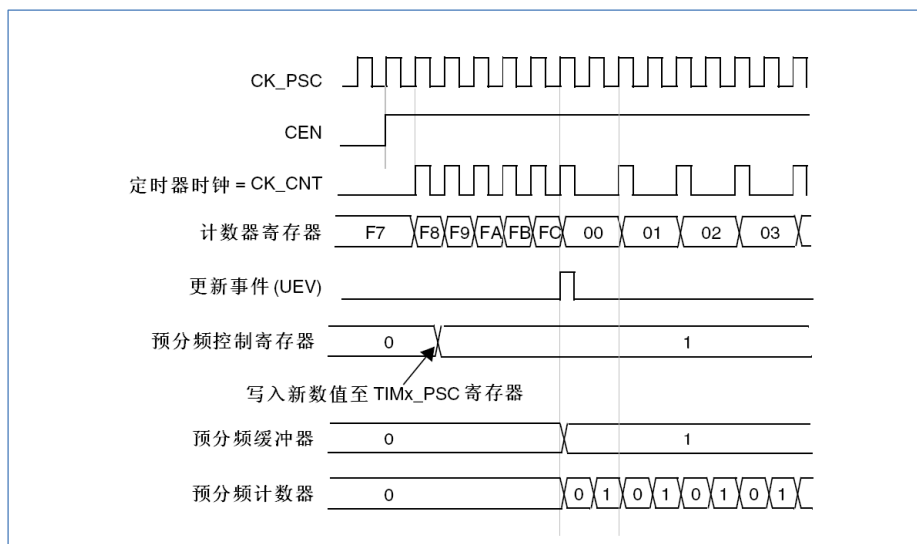 CK_PSC
CEN
定时器时钟 = CK_CNT
计数器寄存器 F7 F8 F9 FA FB FC 00 01 02 03
更新事件(UEV)
预分频控制寄存器 0 1
写入新数值至 TIMx_PSC 寄存器
预分频缓冲器 0 1
预分频计数器 0 0 1 0 1 0 1 0 1